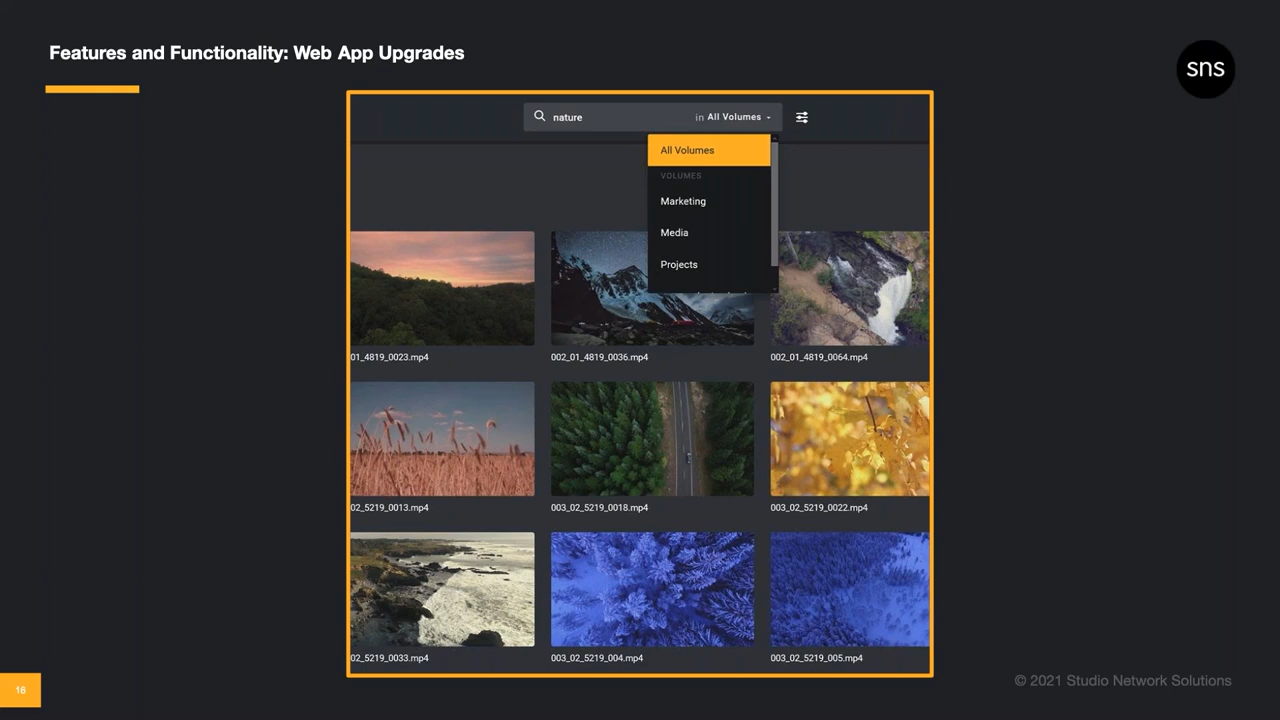 Features and Functionality: Web App Upgrades
sns
nature
in All Volumes
All Volumes
VOLUMES
Marketing
Media
Projects
01_4819_0023.mp4
002_01_4819_0036.mp4
002_01_4819_0064.mp4
02_5219_0013.mp4
003_02_5219_0018.mp4
003_02_5219_0022.mp4
02_5219_0033.mp4
003_02_5219_004.mp4
003_02_5219_005.mp4
16
© 2021 Studio Network Solutions